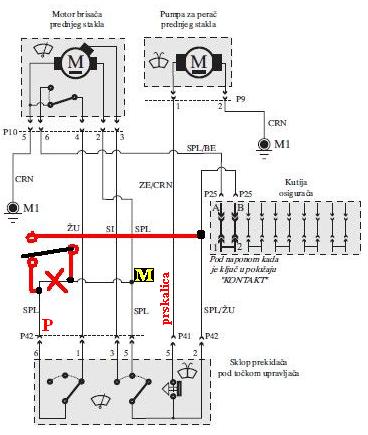 Motor brisača
prednjeg stakla
Pumpa za perač
prednjeg stakla
M
M
P10
5 6 4 2 3
1 2
P9
CRN
M1
SPL/BE
CRN
ZE/CRN
M1
P25 P25
Kutija
osigurača
A B
ŽU SI SPL
1 2
Pod naponom kada
je ključ u položaju
"KONTAKT"
M
SPL
P
SPL
prskalica
SPL/ŽU
P42 P41 P42
6 1 3 5 5 2
Sklop prekidača
pod točkom upravljača